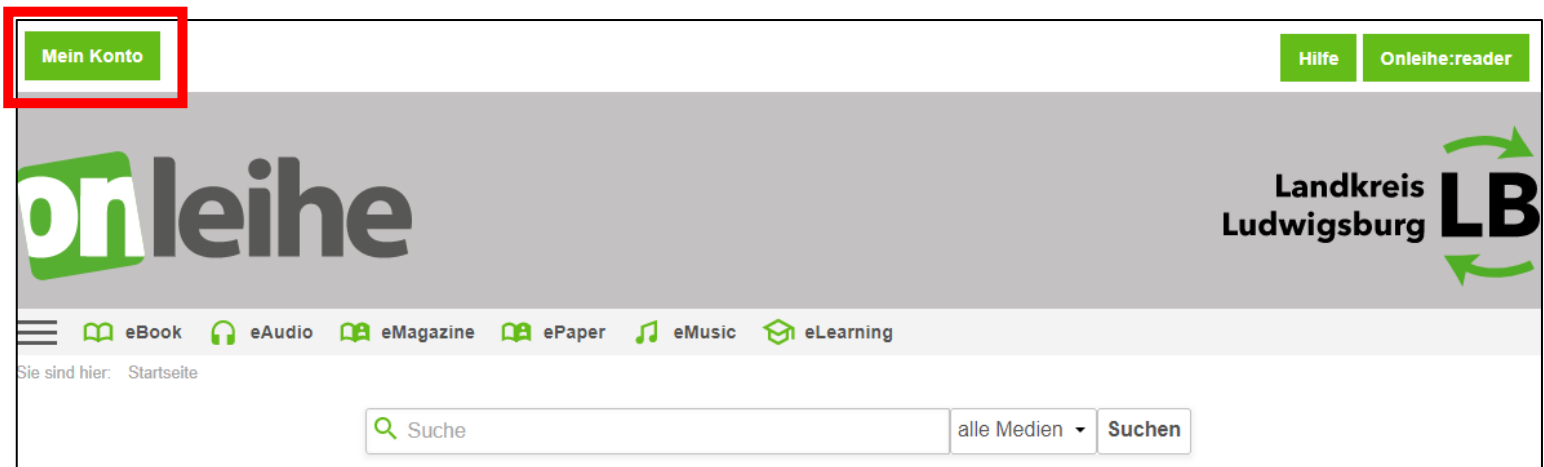 Mein Konto Hilfe Onleihe:reader
onleihe
Landkreis LB
Ludwigsburg
eBook eAudio eMagazine ePaper eMusic eLearning
Sie sind hier: Startseite
Suche alle Medien Suchen